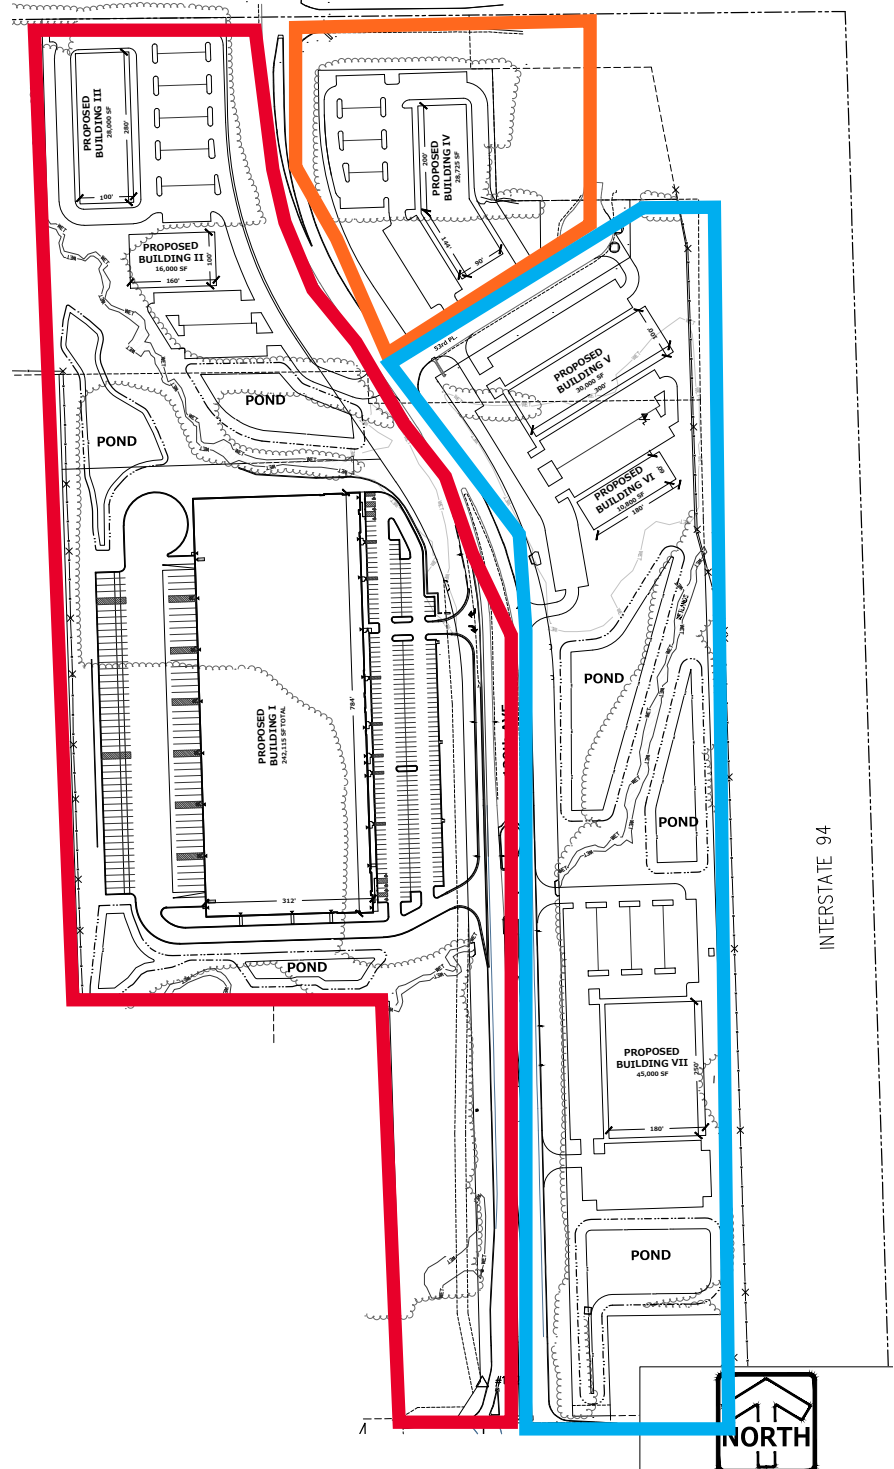 PROPOSED
BUILDING III
28,000 SF
280'
100'
PROPOSED
BUILDING IV
28,725 SF
200'
144'
90'
PROPOSED
BUILDING II
16,000 SF
160'
100'
53rd PL.
PROPOSED
BUILDING V
30,000 SF
300'
100'
POND
POND
PROPOSED
BUILDING VI
10,800 SF
180'
60'
PROPOSED
BUILDING I
242,115 SF TOTAL
784'
312'
POND
POND
POND
INTERSTATE 94
PROPOSED
BUILDING VII
45,000 SF
250'
180'
POND
NORTH